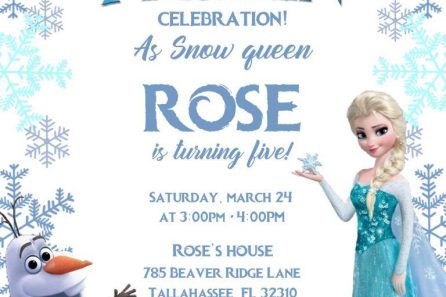 CELEBRATION!
As Snow queen
ROSE
is turning five!
SATURDAY, MARCH 24
AT 3:00PM - 4:00PM
ROSE'S HOUSE
785 BEAVER RIDGE LANE
TALLAHASSEE, FL 32310